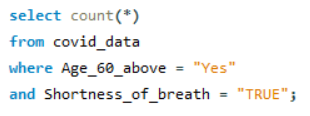 select count(*)
from covid_data
where Age_60_above = "Yes"
and Shortness_of_breath = "TRUE";